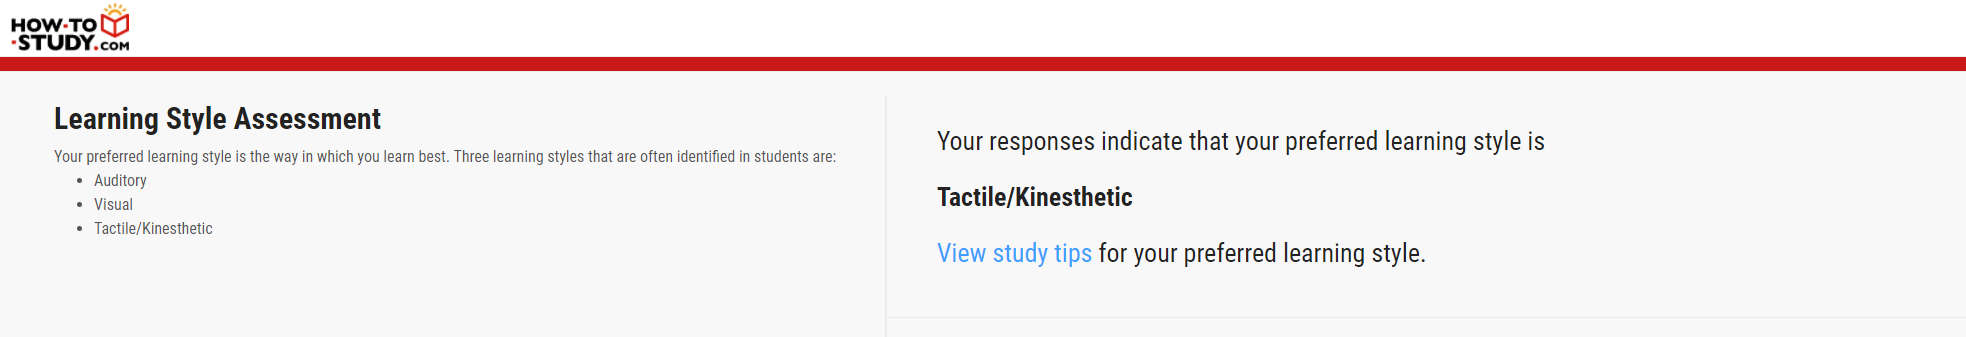 HOW-TO
-STUDY.COM
Learning Style Assessment
Your preferred learning style is the way in which you learn best. Three learning styles that are often identified in students are:
• Auditory
• Visual
• Tactile/Kinesthetic
Your responses indicate that your preferred learning style is
Tactile/Kinesthetic
View study tips for your preferred learning style.